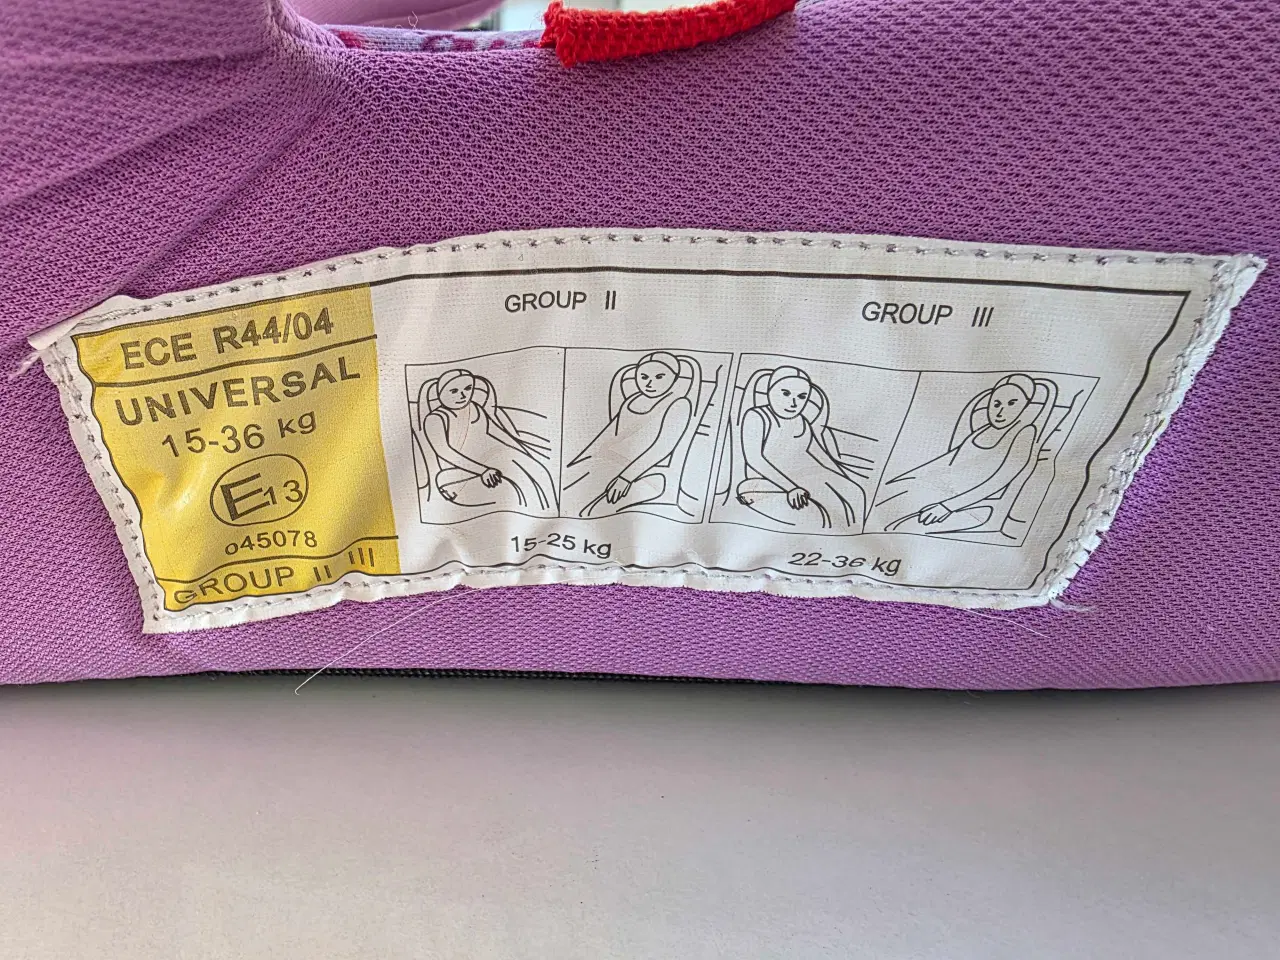 ECE R44/04
UNIVERSAL
15-36 kg
E13
o45078
GROUP II III
GROUP II
15-25 kg
GROUP III
22-36 kg